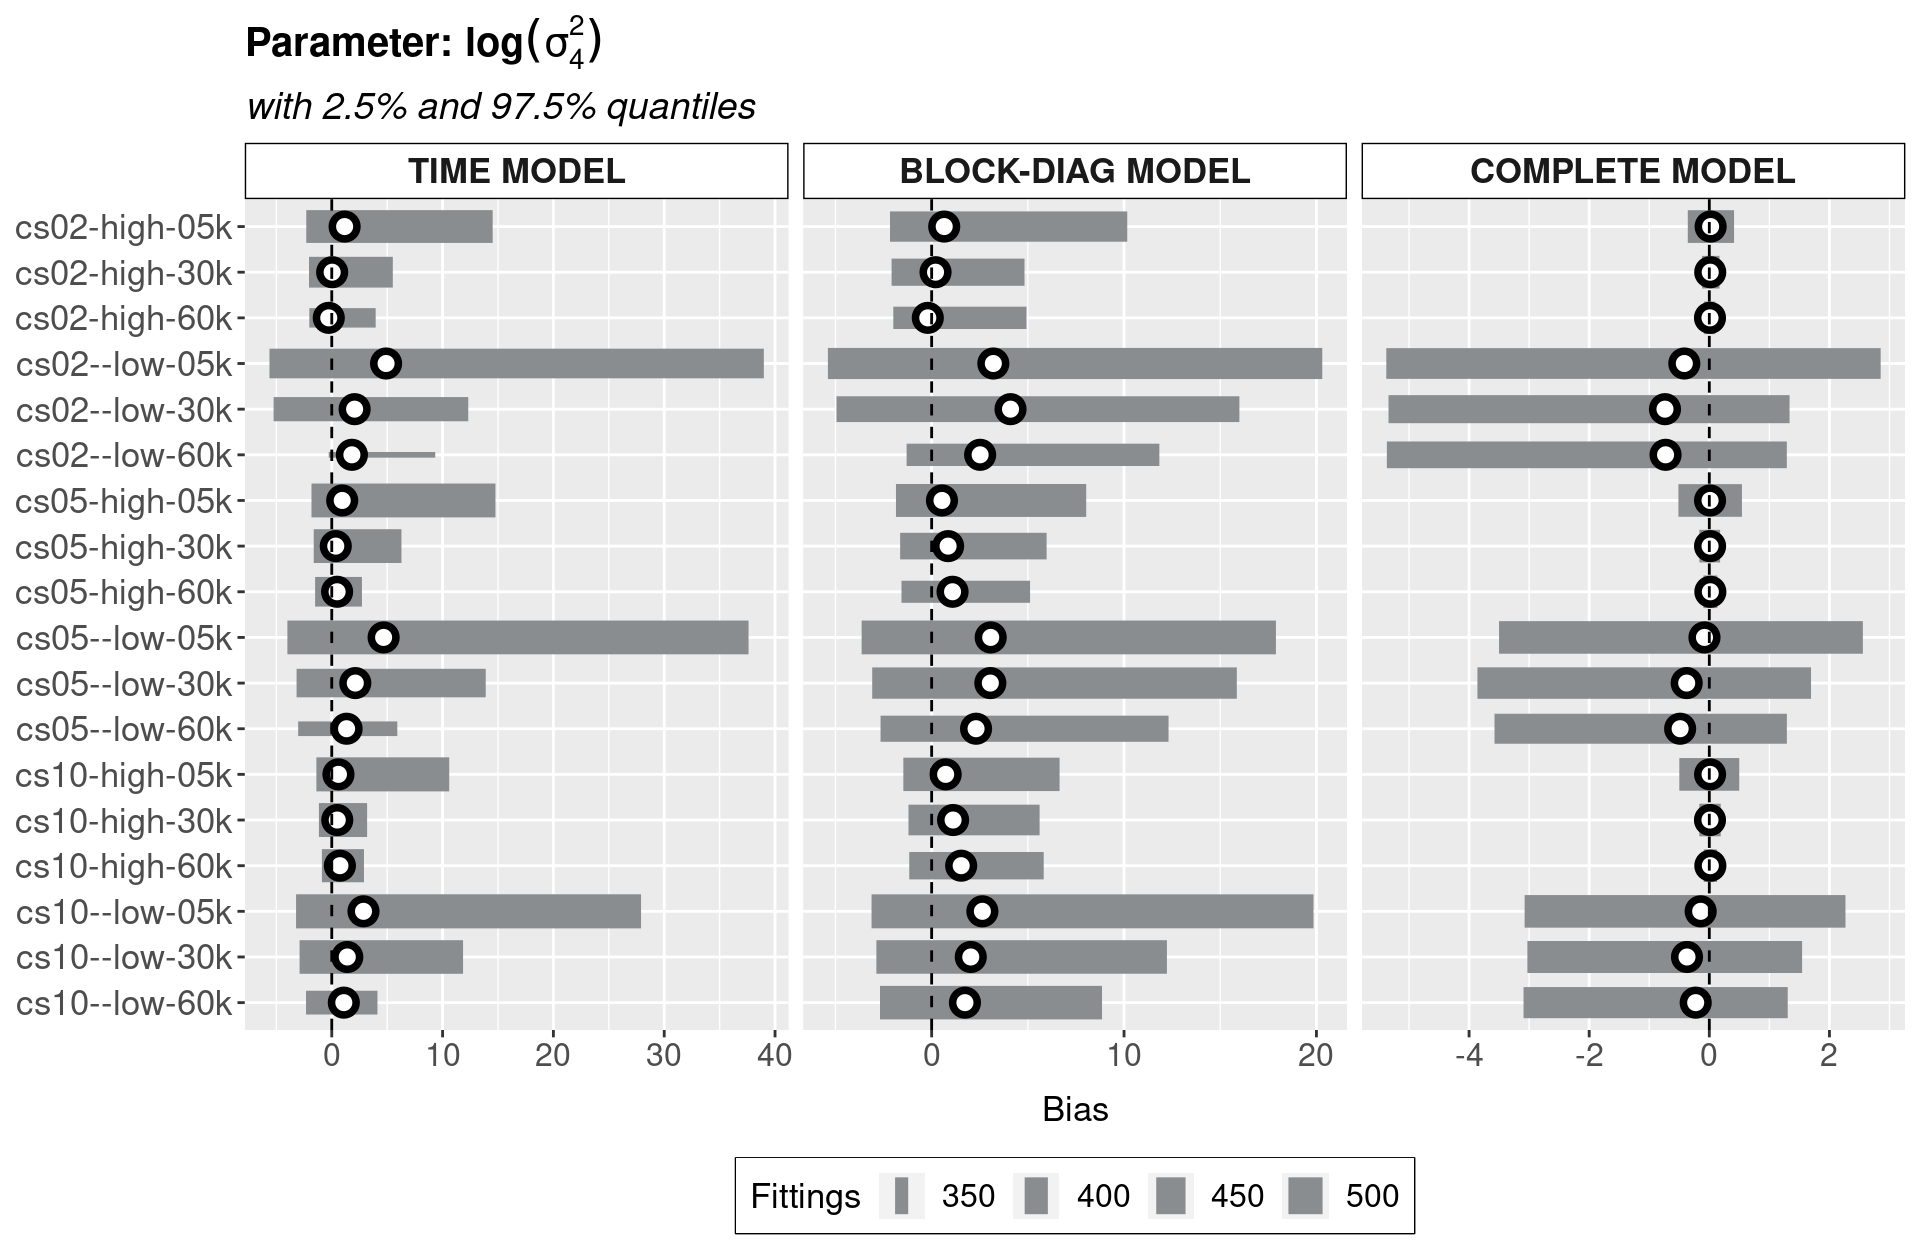 Parameter: log(σ₄²)
with 2.5% and 97.5% quantiles
TIME MODEL BLOCK-DIAG MODEL COMPLETE MODEL
cs02-high-05k
cs02-high-30k
cs02-high-60k
cs02--low-05k
cs02--low-30k
cs02--low-60k
cs05-high-05k
cs05-high-30k
cs05-high-60k
cs05--low-05k
cs05--low-30k
cs05--low-60k
cs10-high-05k
cs10-high-30k
cs10-high-60k
cs10--low-05k
cs10--low-30k
cs10--low-60k
0 10 20 30 40 0 10 20 -4 -2 0 2
Bias
Fittings 350 400 450 500